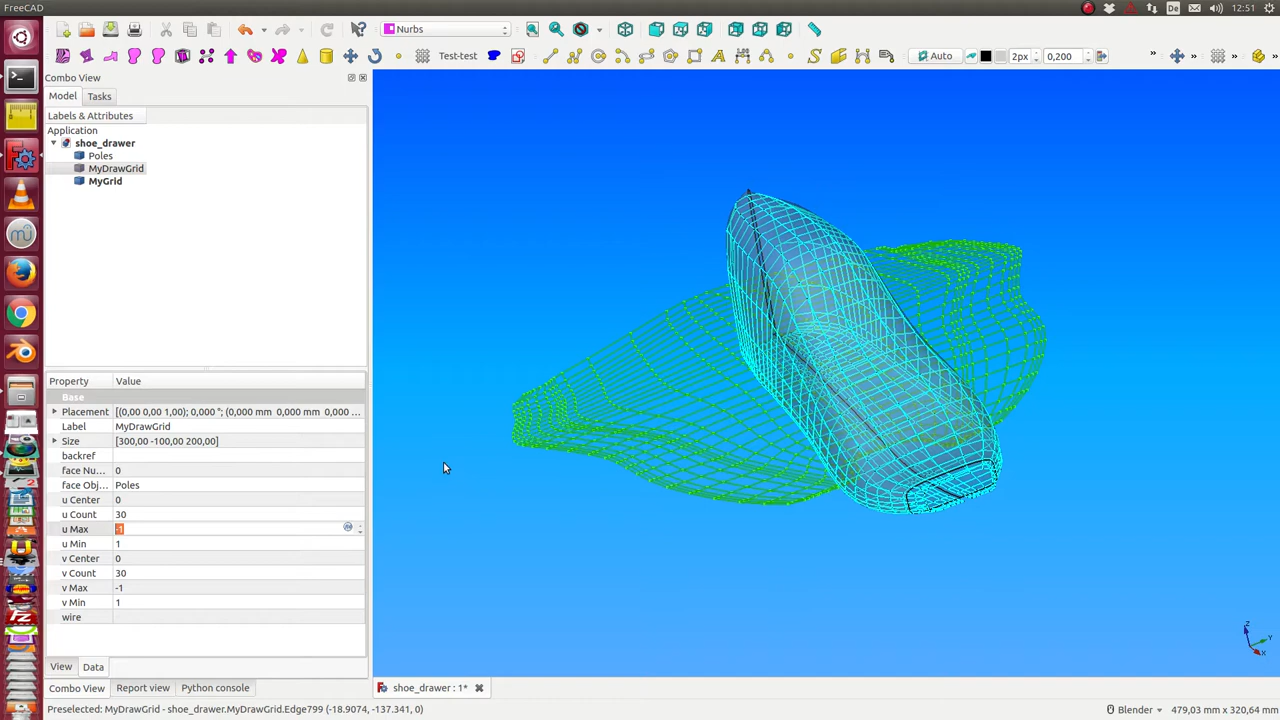 FreeCAD
De
12:51
Nurbs
Test-test
Auto
2px
0,200
»
»
»
»
Combo View
Model
Tasks
Labels & Attributes
Application
shoe_drawer
Poles
MyDrawGrid
MyGrid
Property
Value
Base
Placement
[(0,00 0,00 1,00); 0,000 °; (0,000 mm 0,000 mm 0,000 ...
Label
MyDrawGrid
Size
[300,00 -100,00 200,00]
backref
face Nu...
0
face Obj...
Poles
u Center
0
u Count
30
u Max
-1
u Min
1
v Center
0
v Count
30
v Max
-1
v Min
1
wire
Z
Y
X
View
Data
Combo View
Report view
Python console
shoe_drawer : 1*
Preselected: MyDrawGrid - shoe_drawer.MyDrawGrid.Edge799 (-18.9074, -137.341, 0)
Blender
479,03 mm x 320,64 mm